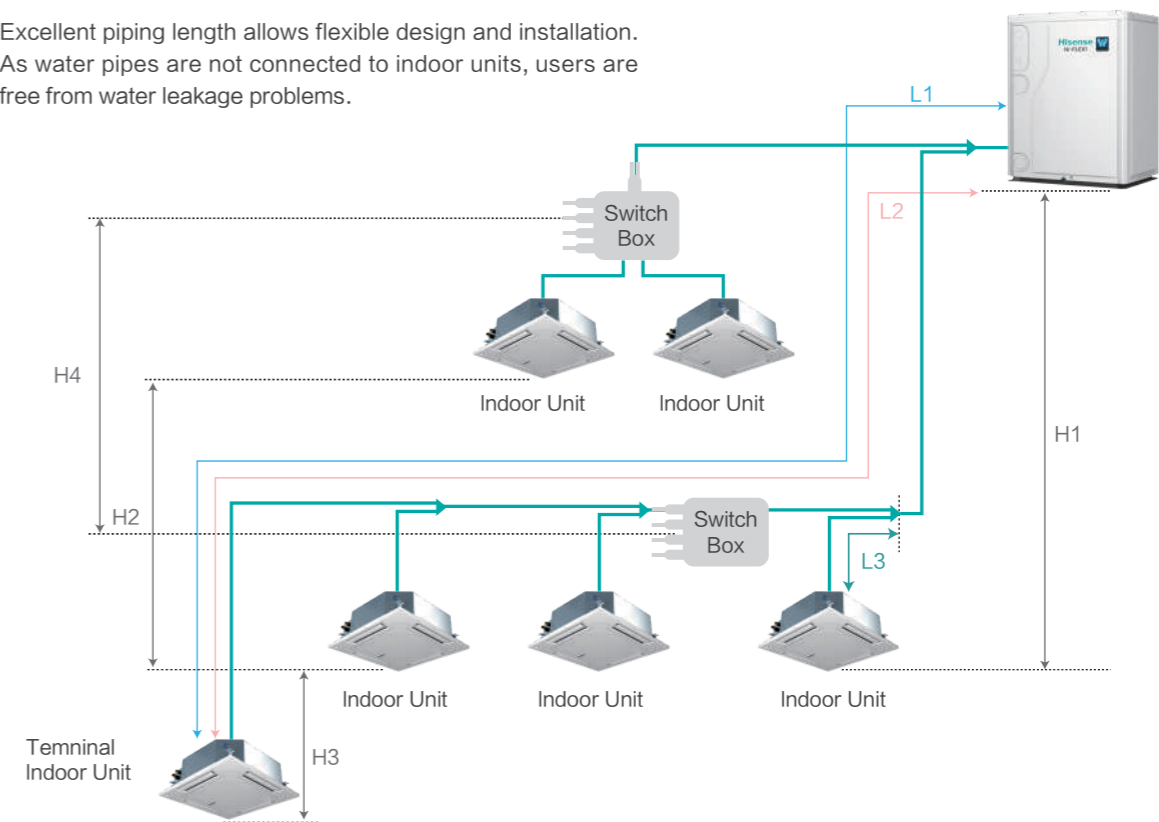 Excellent piping length allows flexible design and installation.
As water pipes are not connected to indoor units, users are
free from water leakage problems.
Hisense W
L1
L2
Switch
Box
H4
Indoor Unit
Indoor Unit
H1
H2
Switch
Box
L3
Indoor Unit
Indoor Unit
Indoor Unit
Temninal
Indoor Unit
H3